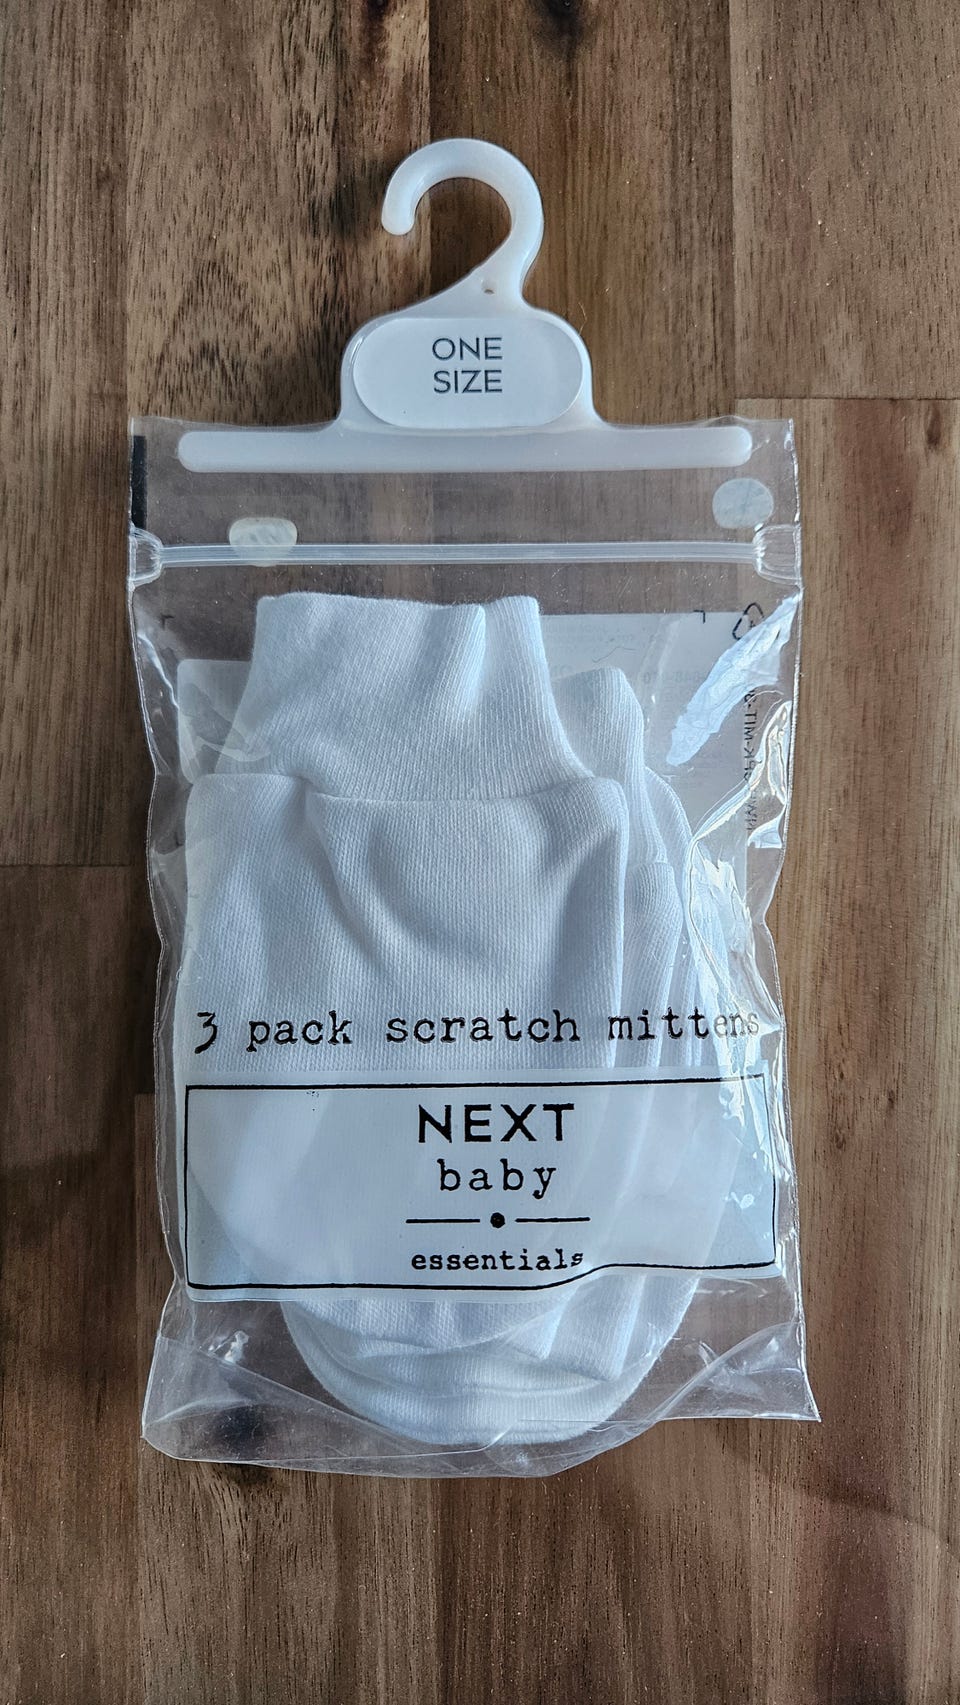 ONE
SIZE
3 pack scratch mittens
NEXT
baby
essentials